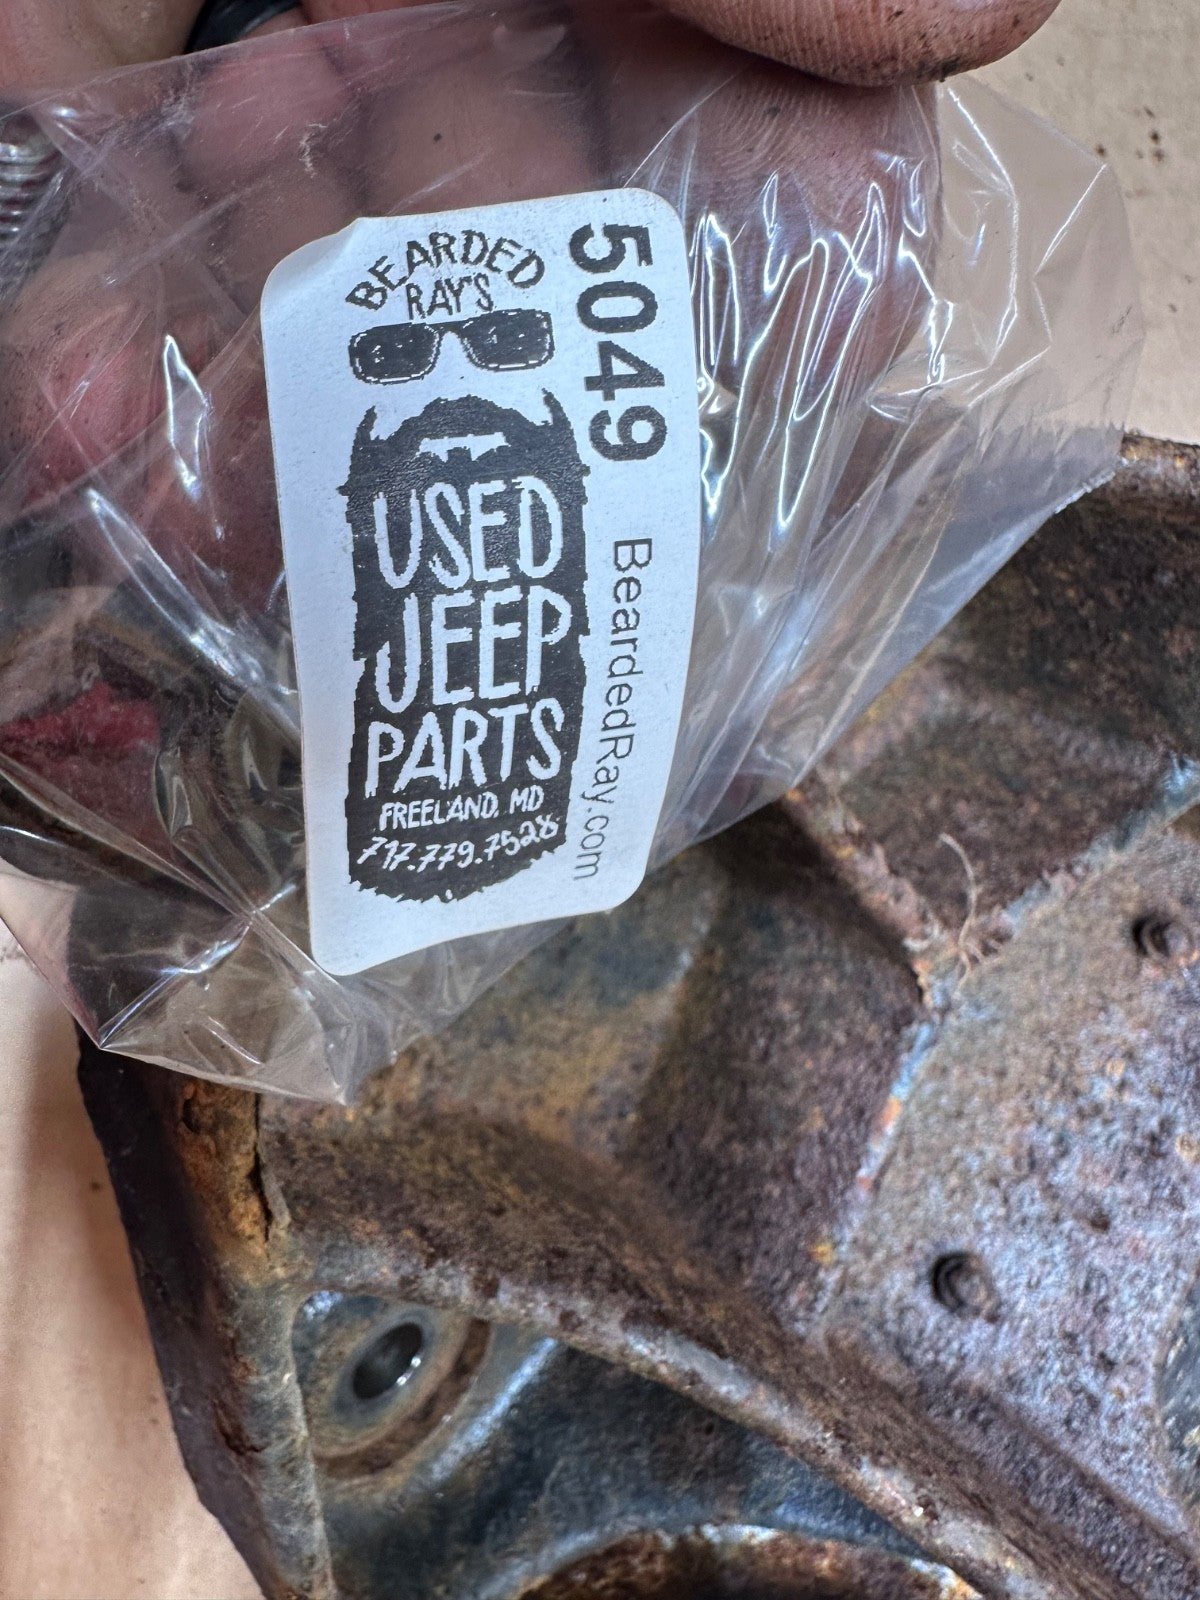 BEARDED
RAY'S
USED
JEEP
PARTS
FREELAND, MD
717.779.7528
5049
BeardedRay.com